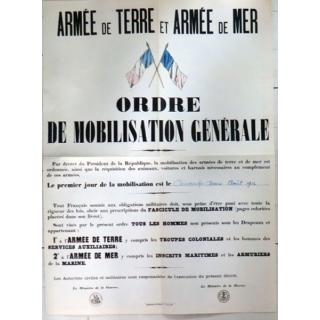 ARMÉE DE TERRE ET ARMÉE DE MER
ORDRE
DE MOBILISATION GÉNÉRALE
Par décret du Président de la République, la mobilisation des armées de terre et de mer est
ordonnée, ainsi que la réquisition des animaux, voitures et harnais nécessaires au complément
de ces armées.
Le premier jour de la mobilisation est le Août
Tout Français soumis aux obligations militaires doit, sous peine d'être puni avec toute la
rigueur des lois, obéir aux prescriptions du FASCICULE DE MOBILISATION (pages coloriées
placées dans son livret).
Sont visés par le présent ordre TOUS LES HOMMES non présents sous les Drapeaux et
appartenant :
1° à l'ARMÉE DE TERRE y compris les TROUPES COLONIALES et les hommes des
SERVICES AUXILIAIRES;
2° à l'ARMÉE DE MER y compris les INSCRITS MARITIMES et les ARMURIERS
de la MARINE.
Les Autorités civiles et militaires sont responsables de l'exécution du présent décret.
Le Ministre de la Guerre, Le Ministre de la Marine,